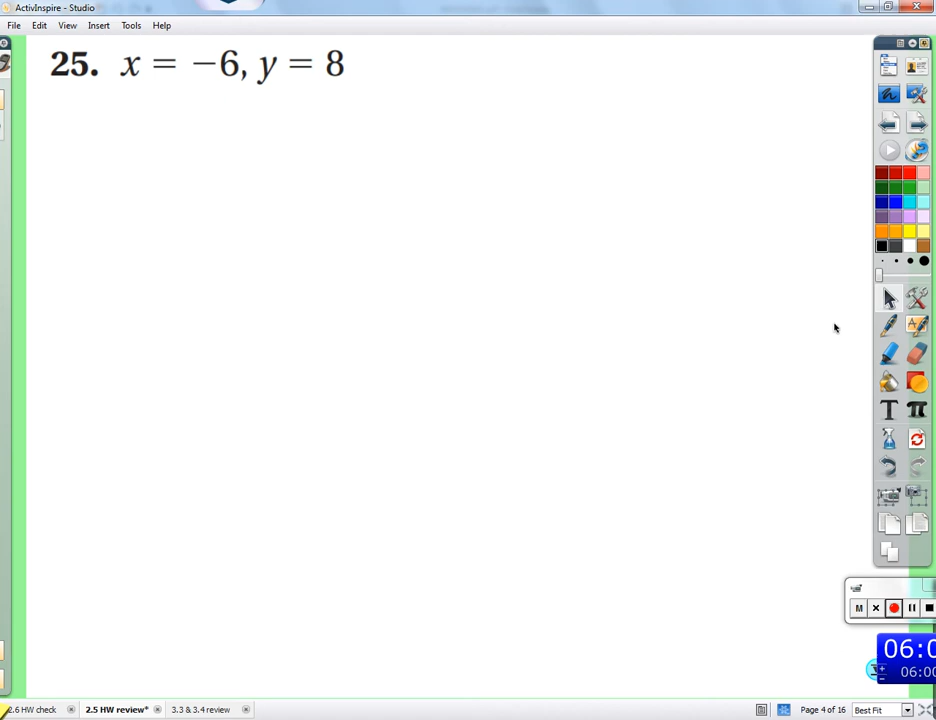 ActivInspire - Studio
File Edit View Insert Tools Help
25. x = −6, y = 8
M
06:0
06:00
2.6 HW check
2.5 HW review*
3.3 & 3.4 review
Page 4 of 16
Best Fit